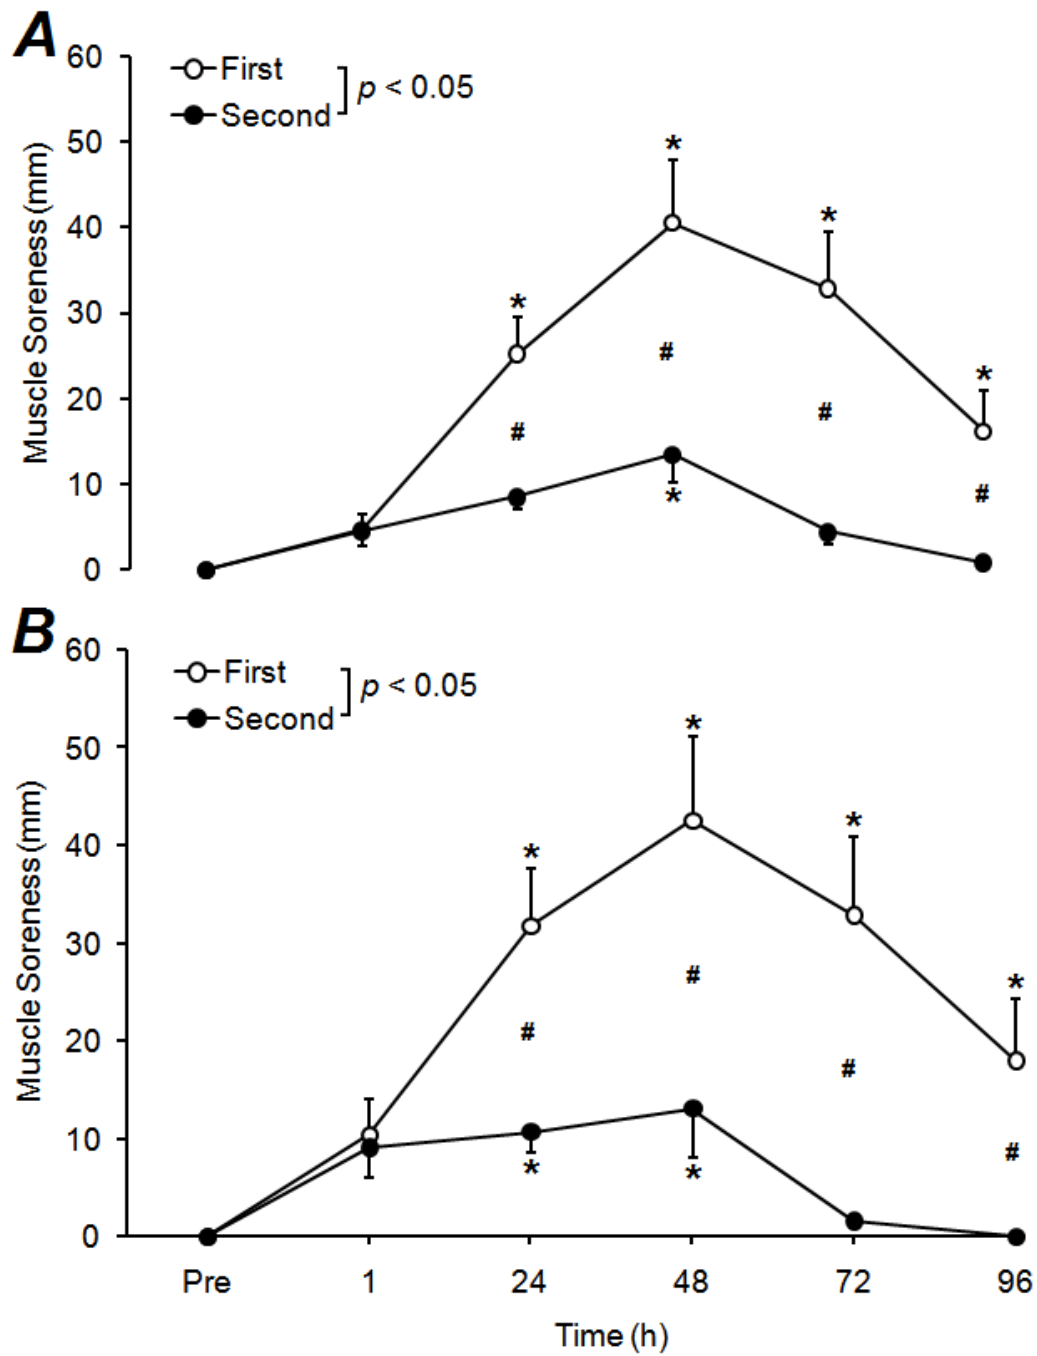 A
60
First
p < 0.05
Second
50
*
*
40
*
30
#
*
20
#
#
10
*
#
0
Muscle Soreness (mm)
B
60
First
p < 0.05
Second
50
*
*
40
*
30
#
*
20
#
#
10
*
*
#
0
Muscle Soreness (mm)
Pre 1 24 48 72 96
Time (h)